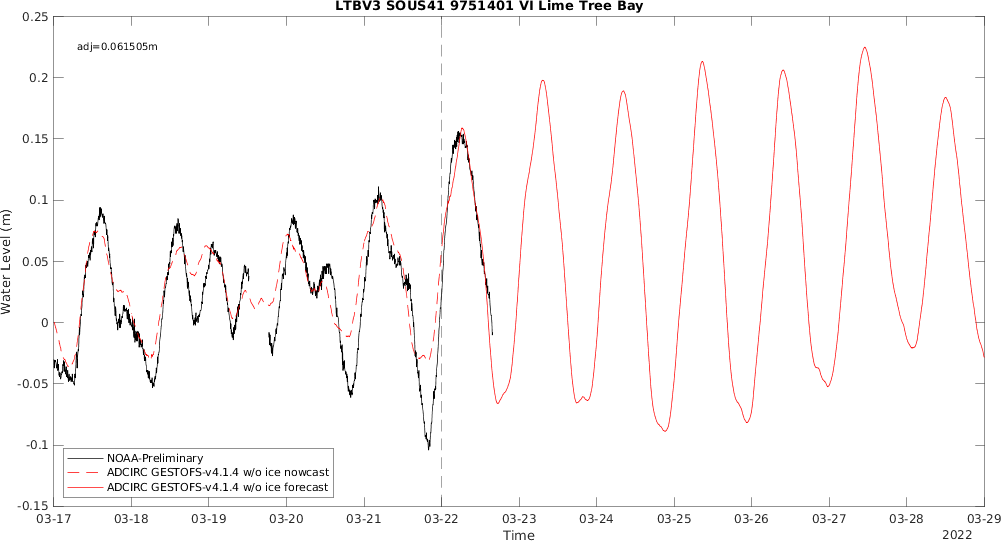 LTBV3 SOUS41 9751401 VI Lime Tree Bay
adj=0.061505m
Water Level (m)
0.25
0.2
0.15
0.1
0.05
0
-0.05
-0.1
-0.15
NOAA-Preliminary
ADCIRC GESTOFS-v4.1.4 w/o ice nowcast
ADCIRC GESTOFS-v4.1.4 w/o ice forecast
03-17 03-18 03-19 03-20 03-21 03-22 03-23 03-24 03-25 03-26 03-27 03-28 03-29
Time
2022